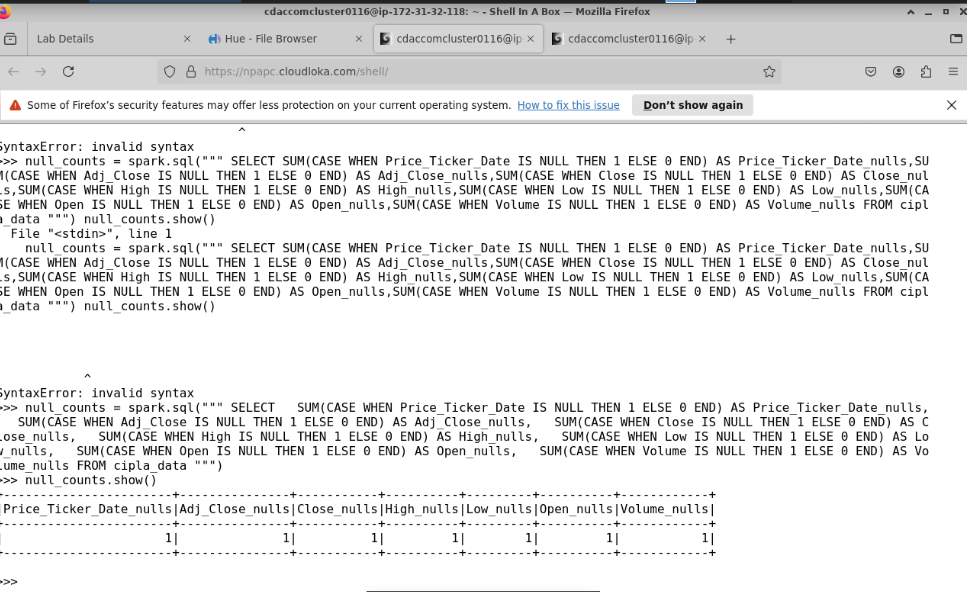 cdaccomcluster0116@ip-172-31-32-118: ~ - Shell In A Box — Mozilla Firefox
Lab Details × Hue - File Browser × cdaccomcluster0116@ip × cdaccomcluster0116@ip × +
https://npapc.cloudloka.com/shell/
Some of Firefox's security features may offer less protection on your current operating system. How to fix this issue Don't show again
^
SyntaxError: invalid syntax
>>> null_counts = spark.sql(""" SELECT SUM(CASE WHEN Price_Ticker_Date IS NULL THEN 1 ELSE 0 END) AS Price_Ticker_Date_nulls,SU
M(CASE WHEN Adj_Close IS NULL THEN 1 ELSE 0 END) AS Adj_Close_nulls,SUM(CASE WHEN Close IS NULL THEN 1 ELSE 0 END) AS Close_nul
ls,SUM(CASE WHEN High IS NULL THEN 1 ELSE 0 END) AS High_nulls,SUM(CASE WHEN Low IS NULL THEN 1 ELSE 0 END) AS Low_nulls,SUM(CA
SE WHEN Open IS NULL THEN 1 ELSE 0 END) AS Open_nulls,SUM(CASE WHEN Volume IS NULL THEN 1 ELSE 0 END) AS Volume_nulls FROM cipl
a_data """) null_counts.show()
File "<stdin>", line 1
null_counts = spark.sql(""" SELECT SUM(CASE WHEN Price_Ticker_Date IS NULL THEN 1 ELSE 0 END) AS Price_Ticker_Date_nulls,SU
M(CASE WHEN Adj_Close IS NULL THEN 1 ELSE 0 END) AS Adj_Close_nulls,SUM(CASE WHEN Close IS NULL THEN 1 ELSE 0 END) AS Close_nul
ls,SUM(CASE WHEN High IS NULL THEN 1 ELSE 0 END) AS High_nulls,SUM(CASE WHEN Low IS NULL THEN 1 ELSE 0 END) AS Low_nulls,SUM(CA
SE WHEN Open IS NULL THEN 1 ELSE 0 END) AS Open_nulls,SUM(CASE WHEN Volume IS NULL THEN 1 ELSE 0 END) AS Volume_nulls FROM cipl
a_data """) null_counts.show()
^
SyntaxError: invalid syntax
>>> null_counts = spark.sql(""" SELECT   SUM(CASE WHEN Price_Ticker_Date IS NULL THEN 1 ELSE 0 END) AS Price_Ticker_Date_nulls,
SUM(CASE WHEN Adj_Close IS NULL THEN 1 ELSE 0 END) AS Adj_Close_nulls,   SUM(CASE WHEN Close IS NULL THEN 1 ELSE 0 END) AS C
lose_nulls,   SUM(CASE WHEN High IS NULL THEN 1 ELSE 0 END) AS High_nulls,   SUM(CASE WHEN Low IS NULL THEN 1 ELSE 0 END) AS Lo
w_nulls,   SUM(CASE WHEN Open IS NULL THEN 1 ELSE 0 END) AS Open_nulls,   SUM(CASE WHEN Volume IS NULL THEN 1 ELSE 0 END) AS Vo
lume_nulls FROM cipla_data """)
>>> null_counts.show()
+-----------------------+---------------+-----------+----------+---------+----------+------------+
|Price_Ticker_Date_nulls|Adj_Close_nulls|Close_nulls|High_nulls|Low_nulls|Open_nulls|Volume_nulls|
+-----------------------+---------------+-----------+----------+---------+----------+------------+
|                      1|              1|          1|         1|        1|         1|           1|
+-----------------------+---------------+-----------+----------+---------+----------+------------+
>>>